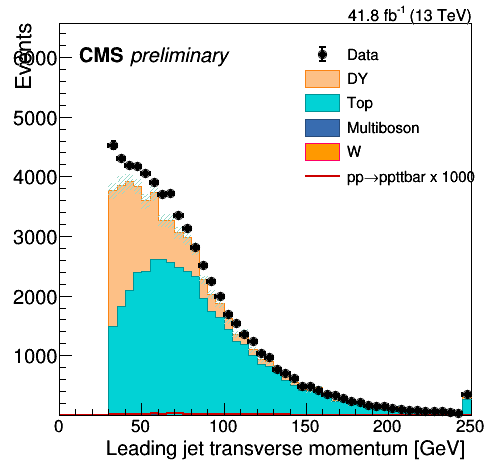 41.8 fb⁻¹ (13 TeV)
Events
CMS preliminary
Data
DY
Top
Multiboson
W
pp→ppttbar x 1000
6000
5000
4000
3000
2000
1000
0 50 100 150 200 250
Leading jet transverse momentum [GeV]